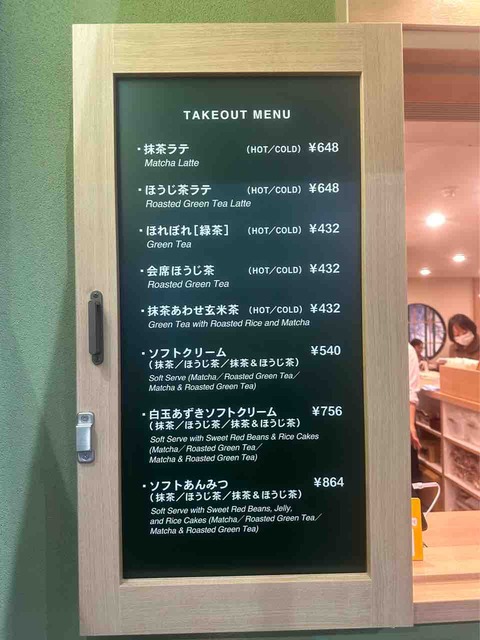 TAKEOUT MENU
・抹茶ラテ (HOT／COLD) ¥648
Matcha Latte
・ほうじ茶ラテ (HOT／COLD) ¥648
Roasted Green Tea Latte
・ほれぼれ［緑茶］ (HOT／COLD) ¥432
Green Tea
・会席ほうじ茶 (HOT／COLD) ¥432
Roasted Green Tea
・抹茶あわせ玄米茶 (HOT／COLD) ¥432
Green Tea with Roasted Rice and Matcha
・ソフトクリーム ¥540
（抹茶／ほうじ茶／抹茶＆ほうじ茶）
Soft Serve (Matcha／Roasted Green Tea／
Matcha & Roasted Green Tea)
・白玉あずきソフトクリーム ¥756
（抹茶／ほうじ茶／抹茶＆ほうじ茶）
Soft Serve with Sweet Red Beans & Rice Cakes
(Matcha／Roasted Green Tea／
Matcha & Roasted Green Tea)
・ソフトあんみつ ¥864
（抹茶／ほうじ茶／抹茶＆ほうじ茶）
Soft Serve with Sweet Red Beans, Jelly,
and Rice Cakes (Matcha／Roasted Green Tea／
Matcha & Roasted Green Tea)